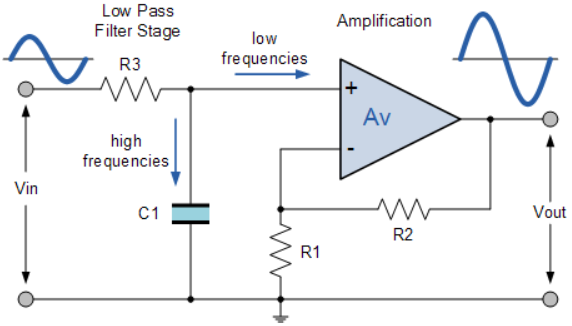 Low Pass
Filter Stage
Amplification
low
frequencies
R3
+
Av
high
frequencies
-
Vin
C1
R2
Vout
R1